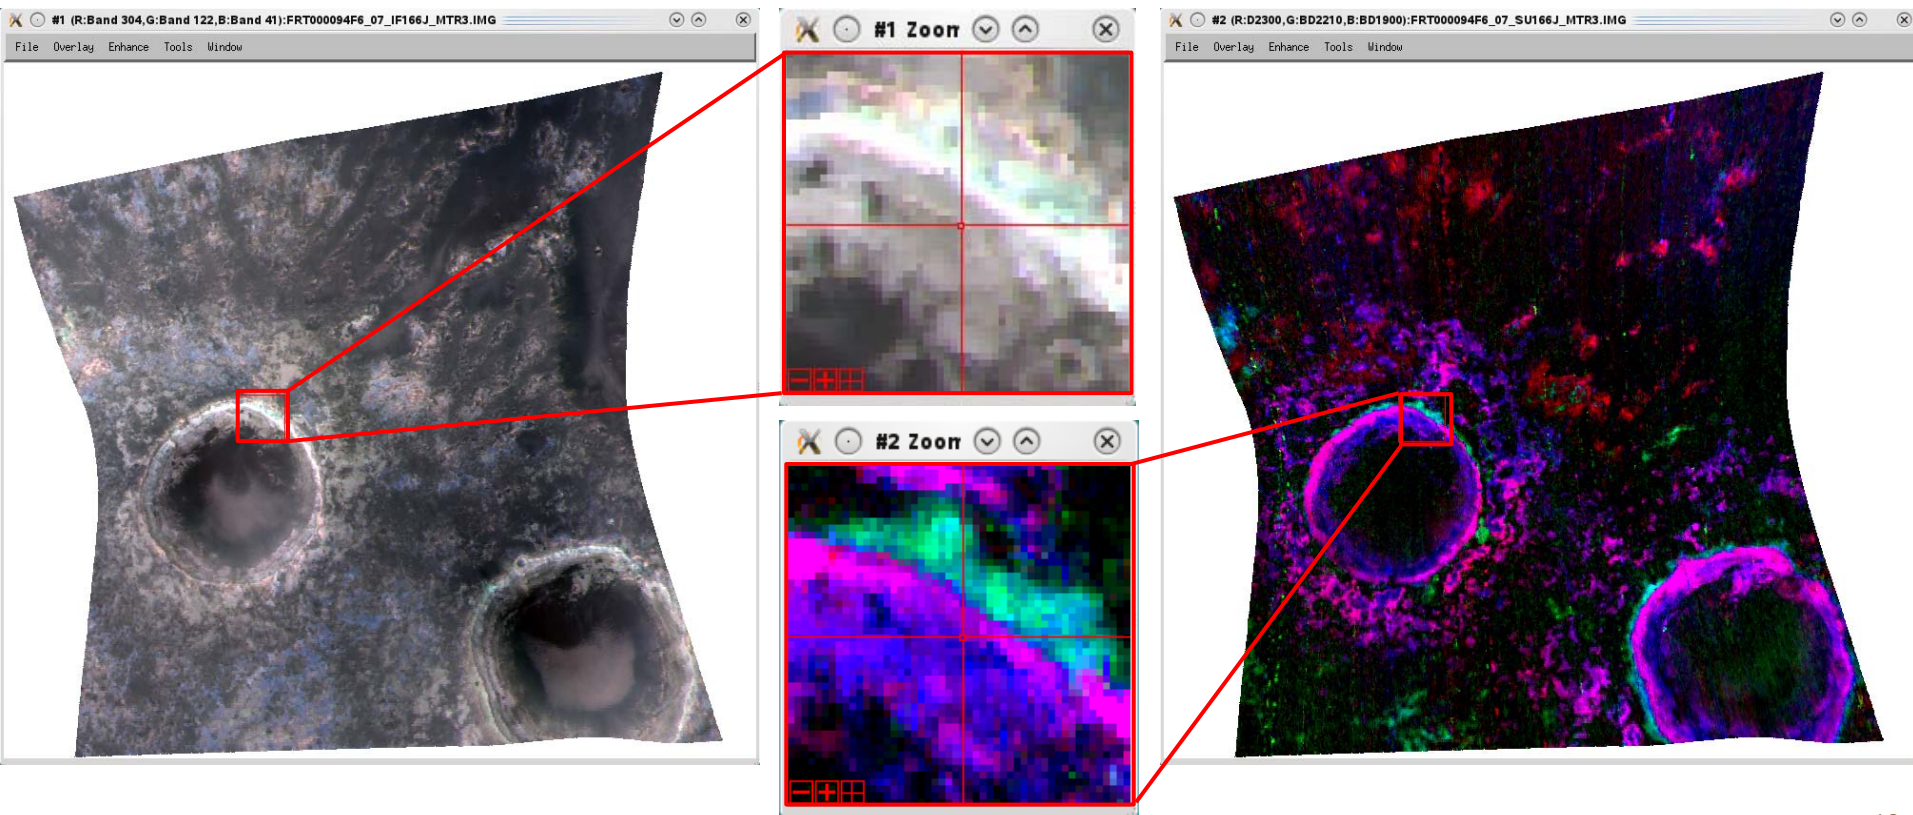 #1 (R:Band 304,G:Band 122,B:Band 41):FRT000094F6_07_IF166J_MTR3.IMG
File Overlay Enhance Tools Window
#1 Zoom
#2 Zoom
#2 (R:D2300,G:BD2210,B:BD1900):FRT000094F6_07_SU166J_MTR3.IMG
File Overlay Enhance Tools Window